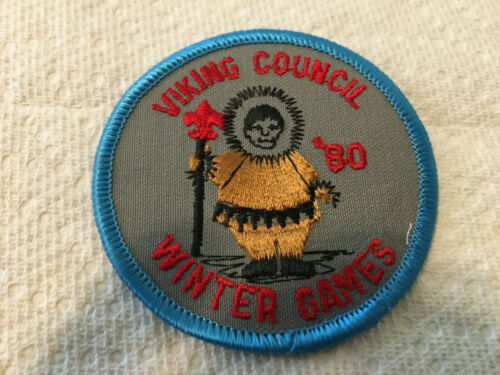 VIKING COUNCIL
'80
WINTER GAMES